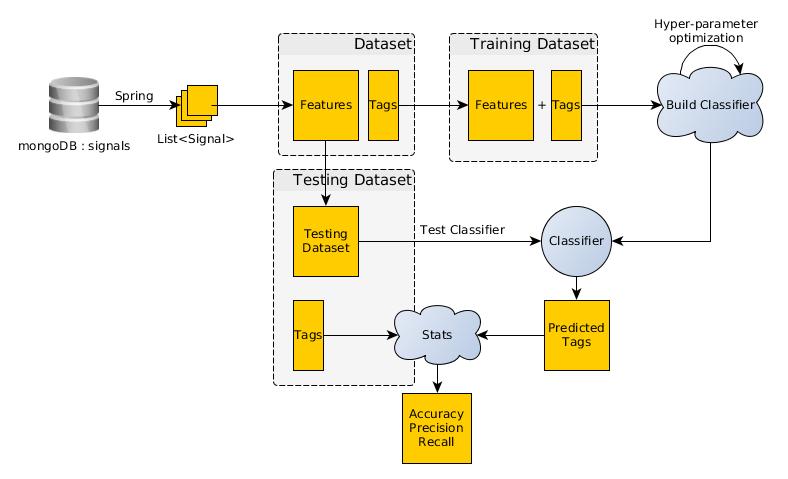 Hyper-parameter
optimization
Dataset
Training Dataset
Spring
Features
Tags
Features
+
Tags
Build Classifier
List<Signal>
mongoDB : signals
Testing Dataset
Testing
Dataset
Test Classifier
Classifier
Tags
Stats
Predicted
Tags
Accuracy
Precision
Recall